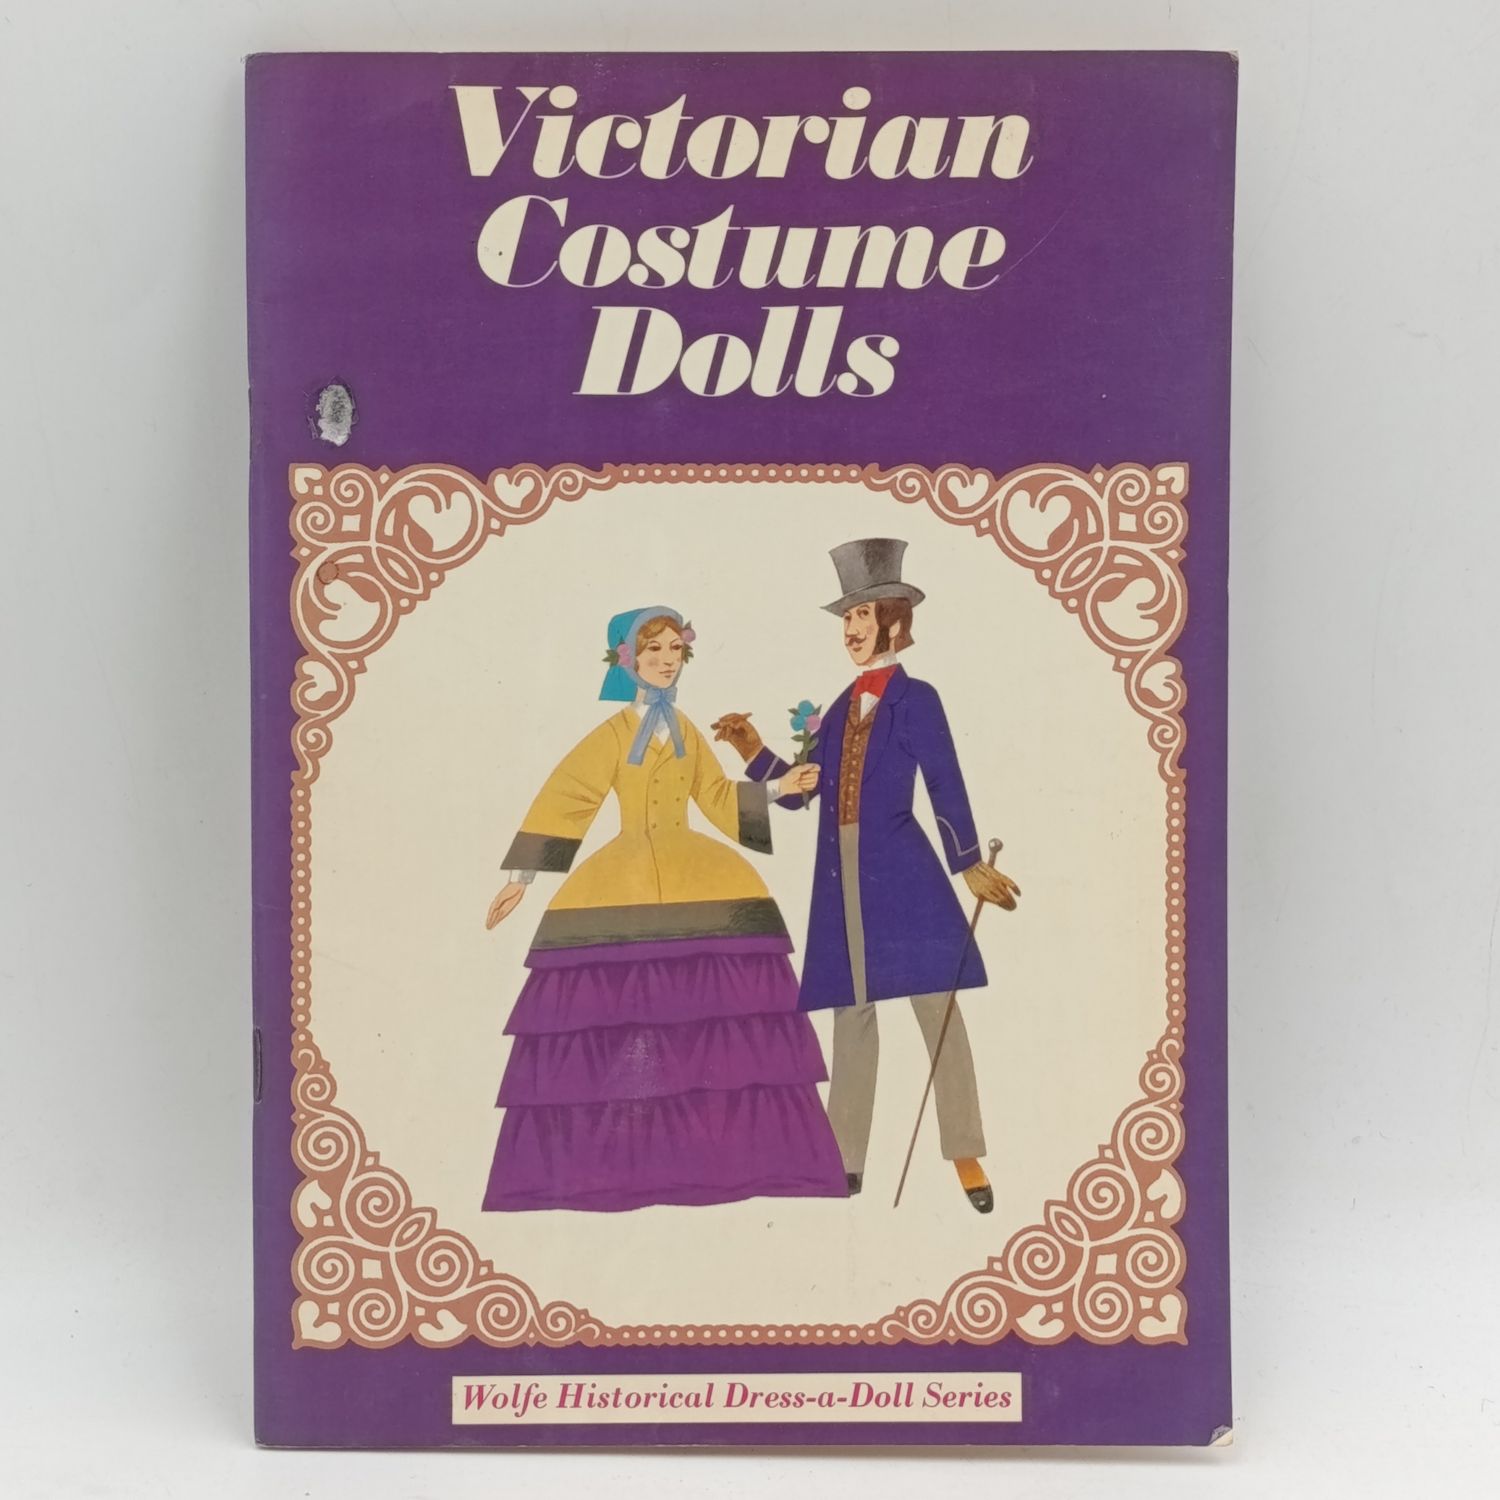 Victorian
Costume
Dolls
Wolfe Historical Dress-a-Doll Series